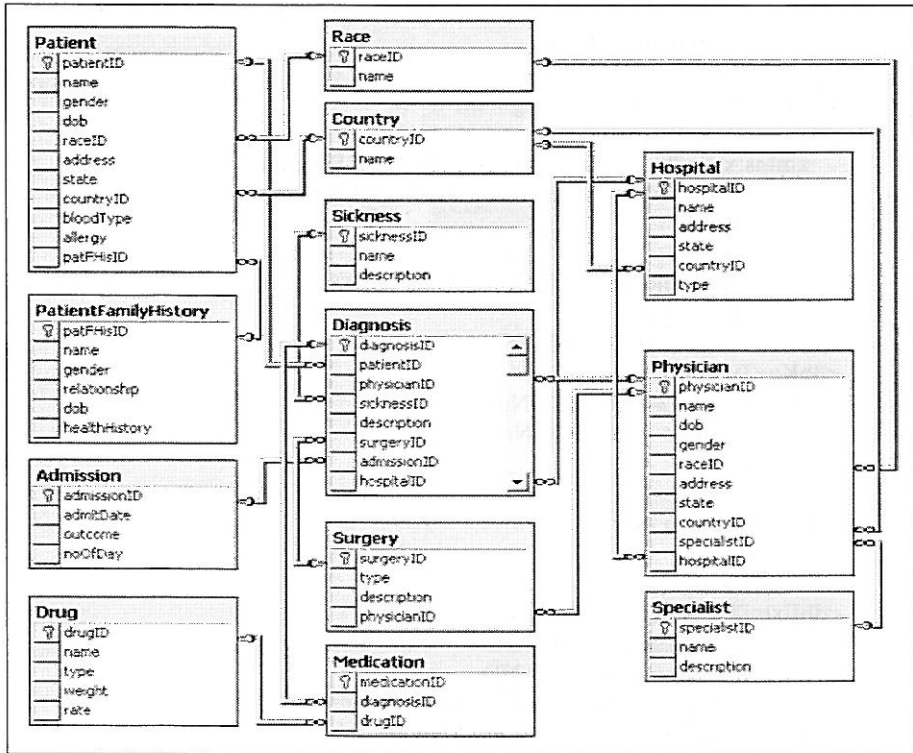 Patient
patientID
name
gender
dob
raceID
address
state
countryID
bloodType
allergy
patFHisID
PatientFamilyHistory
patFHisID
name
gender
relationship
dob
healthHistory
Admission
admissionID
admitDate
outcome
noOfDay
Drug
drugID
name
type
weight
rate
Race
raceID
name
Country
countryID
name
Sickness
sicknessID
name
description
Diagnosis
diagnosisID
patientID
physicianID
sicknessID
description
surgeryID
admissionID
hospitalID
Surgery
surgeryID
type
description
physicianID
Medication
medicationID
diagnosisID
drugID
Hospital
hospitalID
name
address
state
countryID
type
Physician
physicianID
name
dob
gender
raceID
address
state
countryID
specialistID
hospitalID
Specialist
specialistID
name
description